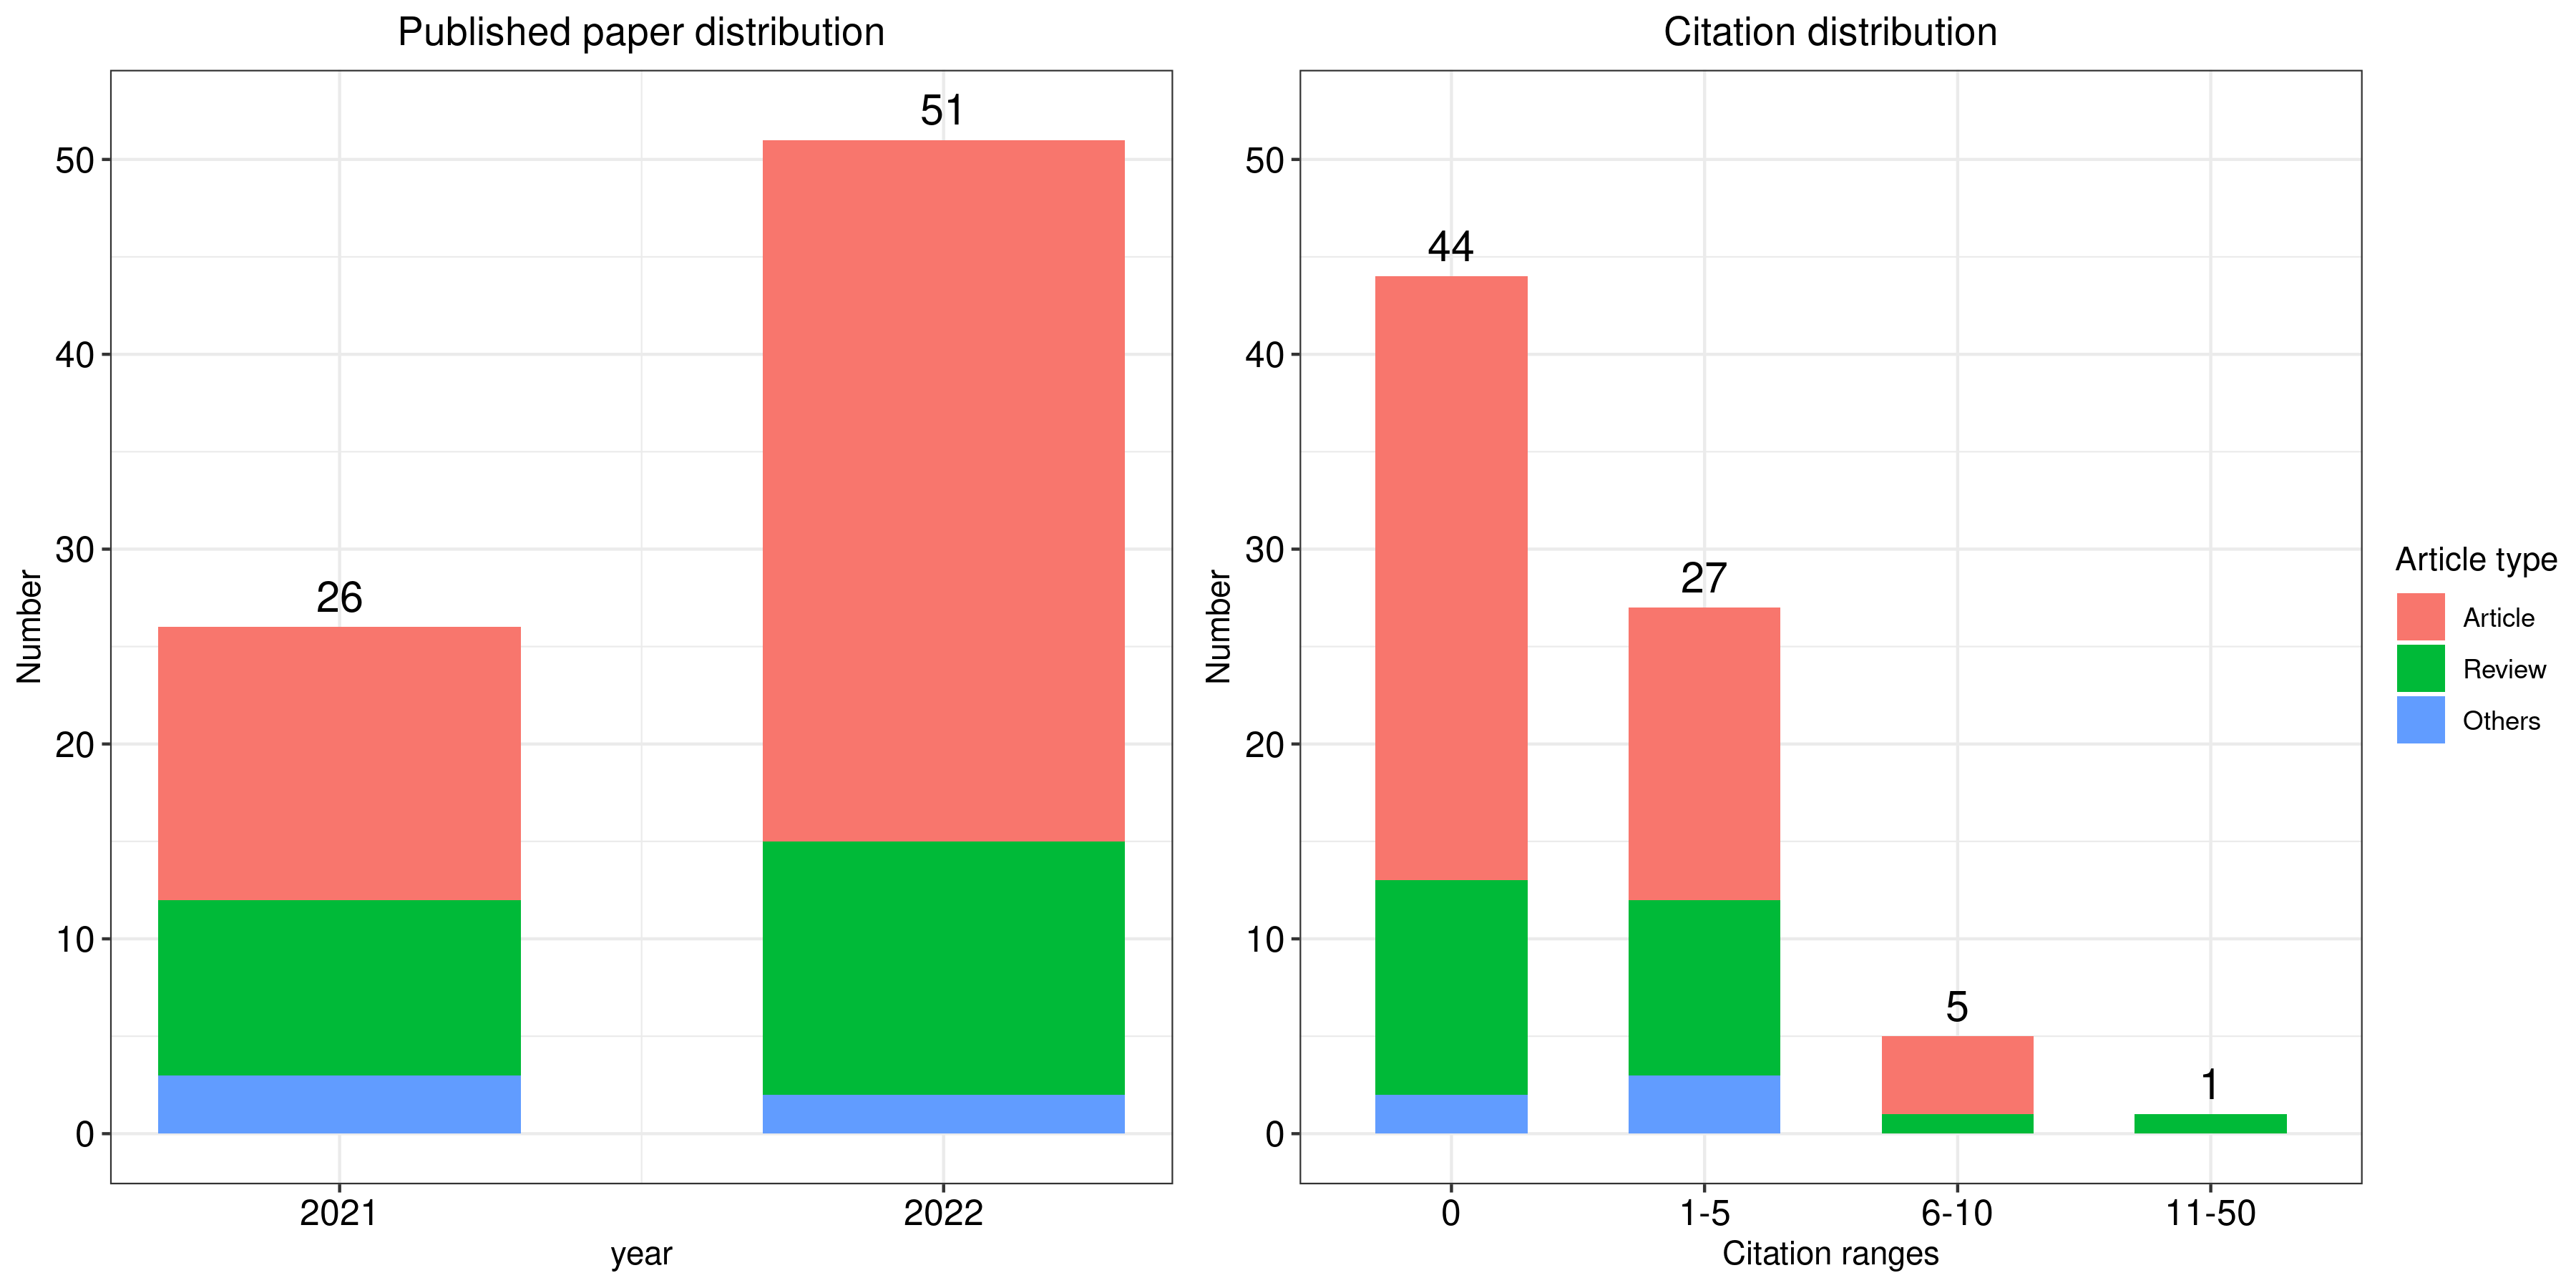 Published paper distribution
Number
50
40
30
20
10
0
51
26
2021
2022
year
Citation distribution
Number
50
40
30
20
10
0
44
27
5
1
0
1-5
6-10
11-50
Citation ranges
Article type
Article
Review
Others